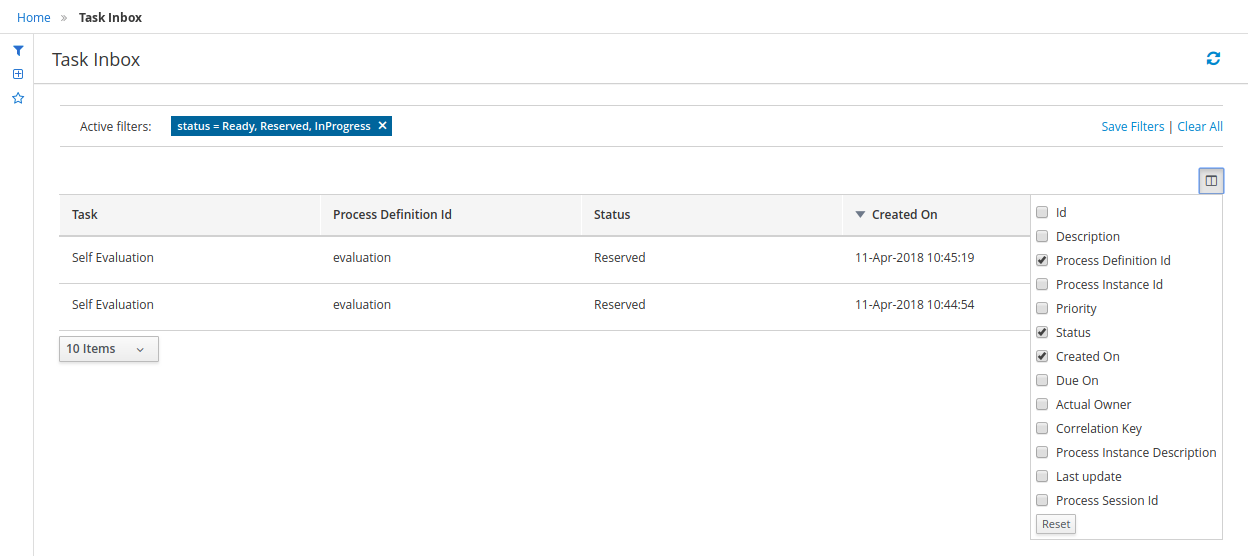 Home » Task Inbox
Task Inbox
Active filters: status = Ready, Reserved, InProgress ✕ Save Filters | Clear All
Task Process Definition Id Status Created On
Self Evaluation evaluation Reserved 11-Apr-2018 10:45:19
Self Evaluation evaluation Reserved 11-Apr-2018 10:44:54
10 Items
Id
Description
Process Definition Id
Process Instance Id
Priority
Status
Created On
Due On
Actual Owner
Correlation Key
Process Instance Description
Last update
Process Session Id
Reset